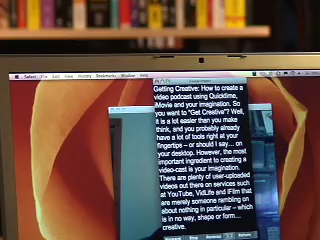 Safari File Edit View History Bookmarks Window Help
Getting Creative: How to create a
video podcast using Quicktime,
iMovie and your imagination. So
you want to "Get Creative"? Well,
it is a lot easier than you make
think, and you probably already
have a lot of tools right at your
fingertips – or should I say… on
your desktop. However, the most
important ingredient to creating a
video-cast is your imagination.
There are plenty of user-uploaded
videos out there on services such
at YouTube, VidLife and iFilm that
are merely someone rambling on
about nothing in particular – which
is in no way, shape or form…
creative.